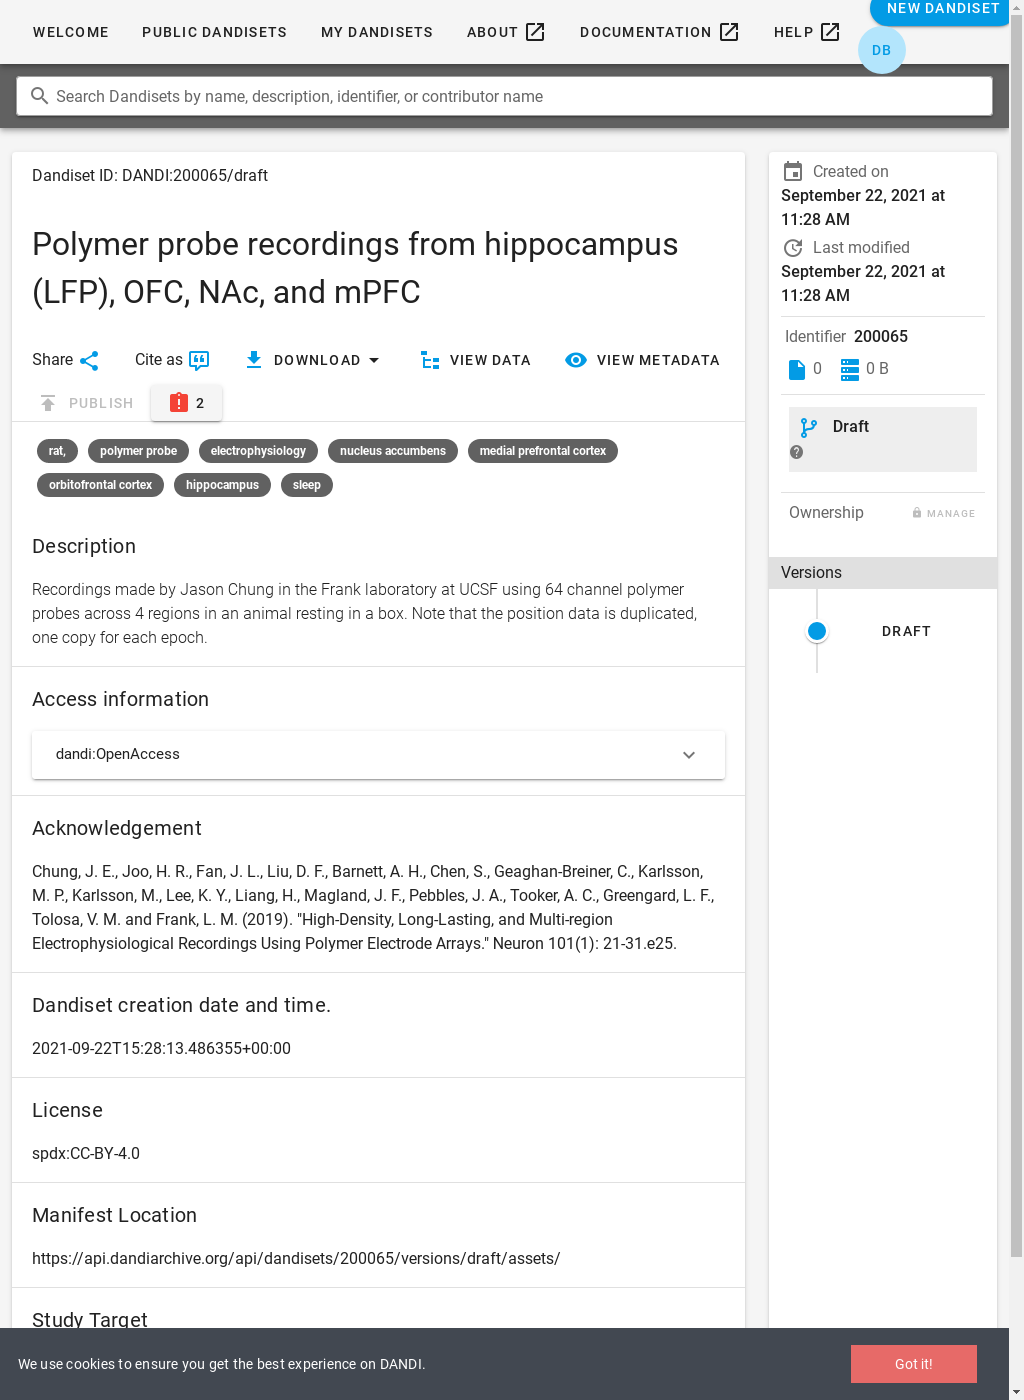 WELCOME PUBLIC DANDISETS MY DANDISETS ABOUT DOCUMENTATION HELP NEW DANDISET
DB
Search Dandisets by name, description, identifier, or contributor name
Dandiset ID: DANDI:200065/draft
Polymer probe recordings from hippocampus
(LFP), OFC, NAc, and mPFC
Share Cite as DOWNLOAD VIEW DATA VIEW METADATA
PUBLISH 2
rat, polymer probe electrophysiology nucleus accumbens medial prefrontal cortex
orbitofrontal cortex hippocampus sleep
Description
Recordings made by Jason Chung in the Frank laboratory at UCSF using 64 channel polymer
probes across 4 regions in an animal resting in a box. Note that the position data is duplicated,
one copy for each epoch.
Access information
dandi:OpenAccess
Acknowledgement
Chung, J. E., Joo, H. R., Fan, J. L., Liu, D. F., Barnett, A. H., Chen, S., Geaghan-Breiner, C., Karlsson,
M. P., Karlsson, M., Lee, K. Y., Liang, H., Magland, J. F., Pebbles, J. A., Tooker, A. C., Greengard, L. F.,
Tolosa, V. M. and Frank, L. M. (2019). "High-Density, Long-Lasting, and Multi-region
Electrophysiological Recordings Using Polymer Electrode Arrays." Neuron 101(1): 21-31.e25.
Dandiset creation date and time.
2021-09-22T15:28:13.486355+00:00
License
spdx:CC-BY-4.0
Manifest Location
https://api.dandiarchive.org/api/dandisets/200065/versions/draft/assets/
Study Target
Created on
September 22, 2021 at
11:28 AM
Last modified
September 22, 2021 at
11:28 AM
Identifier 200065
0 0 B
Draft
Ownership MANAGE
Versions
DRAFT
We use cookies to ensure you get the best experience on DANDI. Got it!